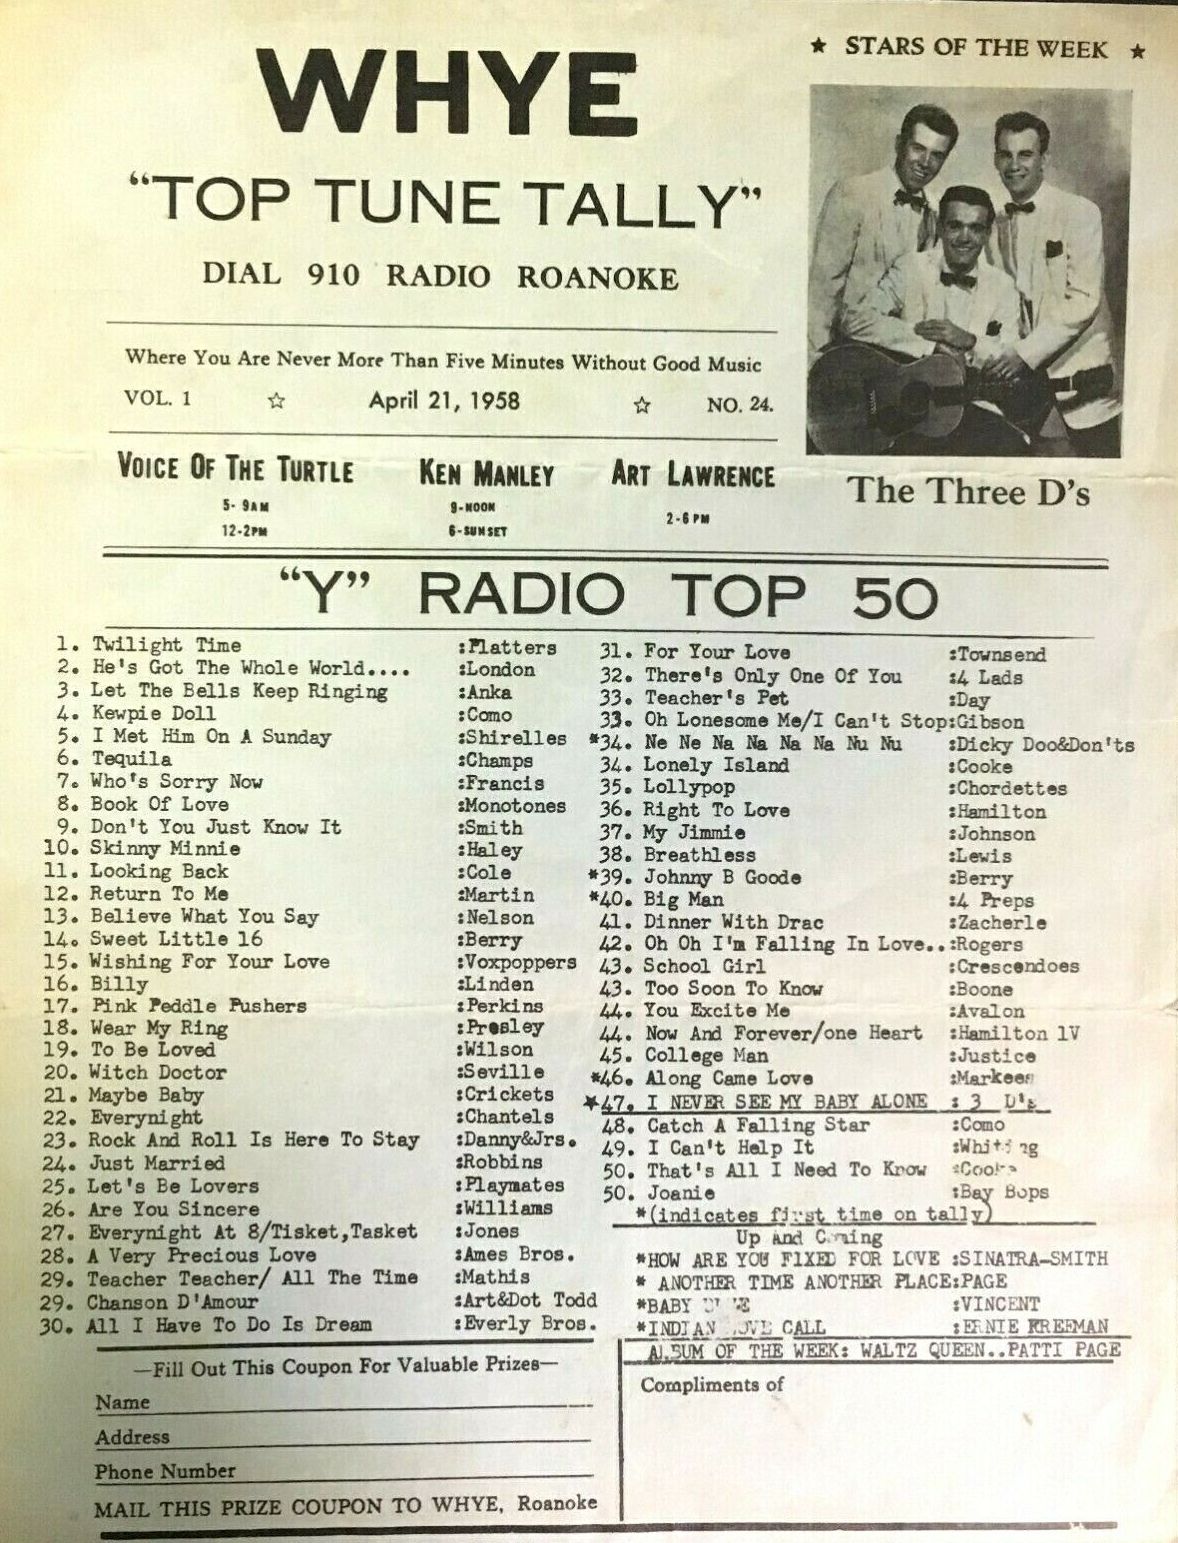 WHYE
★ STARS OF THE WEEK ★
"TOP TUNE TALLY"
DIAL 910 RADIO ROANOKE
Where You Are Never More Than Five Minutes Without Good Music
VOL. 1 ☆ April 21, 1958 ☆ NO. 24.
VOICE OF THE TURTLE
5- 9AM
12-2PM
KEN MANLEY
9-NOON
6-SUNSET
ART LAWRENCE
2-6 PM
The Three D's
"Y" RADIO TOP 50
1. Twilight Time :Platters
2. He's Got The Whole World.... :London
3. Let The Bells Keep Ringing :Anka
4. Kewpie Doll :Como
5. I Met Him On A Sunday :Shirelles
6. Tequila :Champs
7. Who's Sorry Now :Francis
8. Book Of Love :Monotones
9. Don't You Just Know It :Smith
10. Skinny Minnie :Haley
11. Looking Back :Cole
12. Return To Me :Martin
13. Believe What You Say :Nelson
14. Sweet Little 16 :Berry
15. Wishing For Your Love :Voxpoppers
16. Billy :Linden
17. Pink Peddle Pushers :Perkins
18. Wear My Ring :Presley
19. To Be Loved :Wilson
20. Witch Doctor :Seville
21. Maybe Baby :Crickets
22. Everynight :Chantels
23. Rock And Roll Is Here To Stay :Danny&Jrs.
24. Just Married :Robbins
25. Let's Be Lovers :Playmates
26. Are You Sincere :Williams
27. Everynight At 8/Tisket,Tasket :Jones
28. A Very Precious Love :Ames Bros.
29. Teacher Teacher/ All The Time :Mathis
29. Chanson D'Amour :Art&Dot Todd
30. All I Have To Do Is Dream :Everly Bros.
31. For Your Love :Townsend
32. There's Only One Of You :4 Lads
33. Teacher's Pet :Day
33. Oh Lonesome Me/I Can't Stop:Gibson
*34. Ne Ne Na Na Na Na Nu Nu :Dicky Doo&Don'ts
34. Lonely Island :Cooke
35. Lollypop :Chordettes
36. Right To Love :Hamilton
37. My Jimmie :Johnson
38. Breathless :Lewis
*39. Johnny B Goode :Berry
*40. Big Man :4 Preps
41. Dinner With Drac :Zacherle
42. Oh Oh I'm Falling In Love..:Rogers
43. School Girl :Crescendoes
43. Too Soon To Know :Boone
44. You Excite Me :Avalon
44. Now And Forever/one Heart :Hamilton 1V
45. College Man :Justice
*46. Along Came Love :Markees
★47. I NEVER SEE MY BABY ALONE : 3 D's
48. Catch A Falling Star :Como
49. I Can't Help It :Whiting
50. That's All I Need To Know
50. Joanie :Bay Bops
*(indicates first time on tally)
Up and Coming
*HOW ARE YOU FIXED FOR LOVE :SINATRA-SMITH
* ANOTHER TIME ANOTHER PLACE:PAGE
*BABY :VINCENT
*INDIAN LOVE CALL :ERNIE FREEMAN
ALBUM OF THE WEEK: WALTZ QUEEN..PATTI PAGE
—Fill Out This Coupon For Valuable Prizes—
Name
Address
Phone Number
MAIL THIS PRIZE COUPON TO WHYE, Roanoke
Compliments of